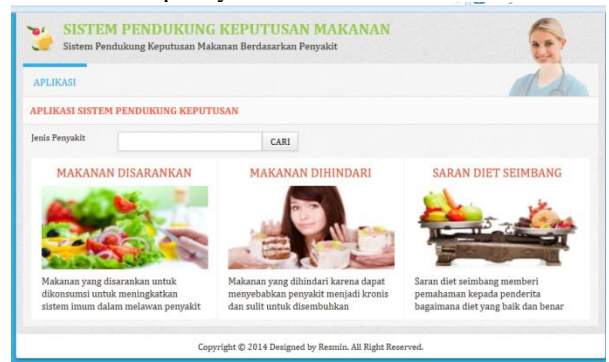 SISTEM PENDUKUNG KEPUTUSAN MAKANAN
Sistem Pendukung Keputusan Makanan Berdasarkan Penyakit
APLIKASI
APLIKASI SISTEM PENDUKUNG KEPUTUSAN
Jenis Penyakit
CARI
MAKANAN DISARANKAN
Makanan yang disarankan untuk
dikonsumsi untuk meningkatkan
sistem imum dalam melawan penyakit
MAKANAN DIHINDARI
Makanan yang dihindari karena dapat
menyebabkan penyakit menjadi kronis
dan sulit untuk disembuhkan
SARAN DIET SEIMBANG
Saran diet seimbang memberi
pemahaman kepada penderita
bagaimana diet yang baik dan benar
Copyright © 2014 Designed by Resmin. All Right Reserved.